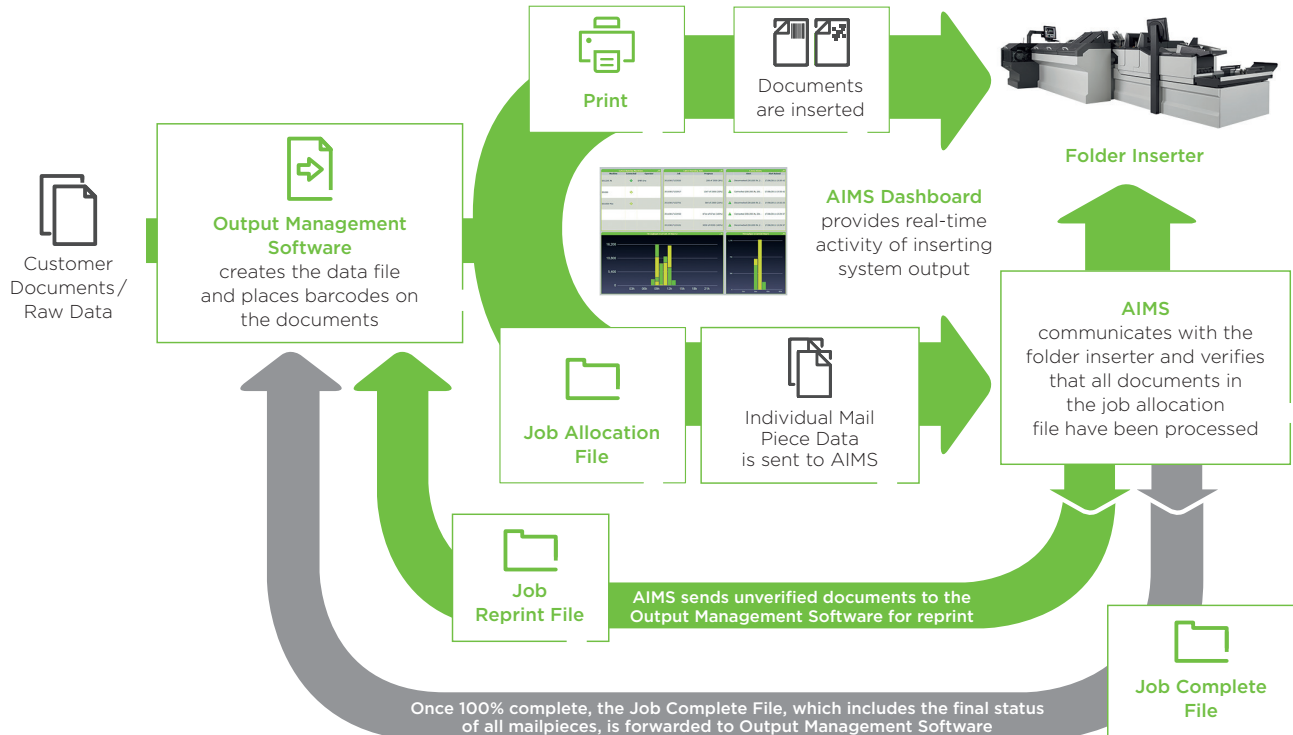 Customer
Documents/
Raw Data
Output Management
Software
creates the data file
and places barcodes on
the documents
Print
Documents
are inserted
Folder Inserter
AIMS Dashboard
provides real-time
activity of inserting
system output
Job Allocation
File
Individual Mail
Piece Data
is sent to AIMS
AIMS
communicates with the
folder inserter and verifies
that all documents in
the job allocation
file have been processed
Job
Reprint File
AIMS sends unverified documents to the
Output Management Software for reprint
Job Complete
File
Once 100% complete, the Job Complete File, which includes the final status
of all mailpieces, is forwarded to Output Management Software